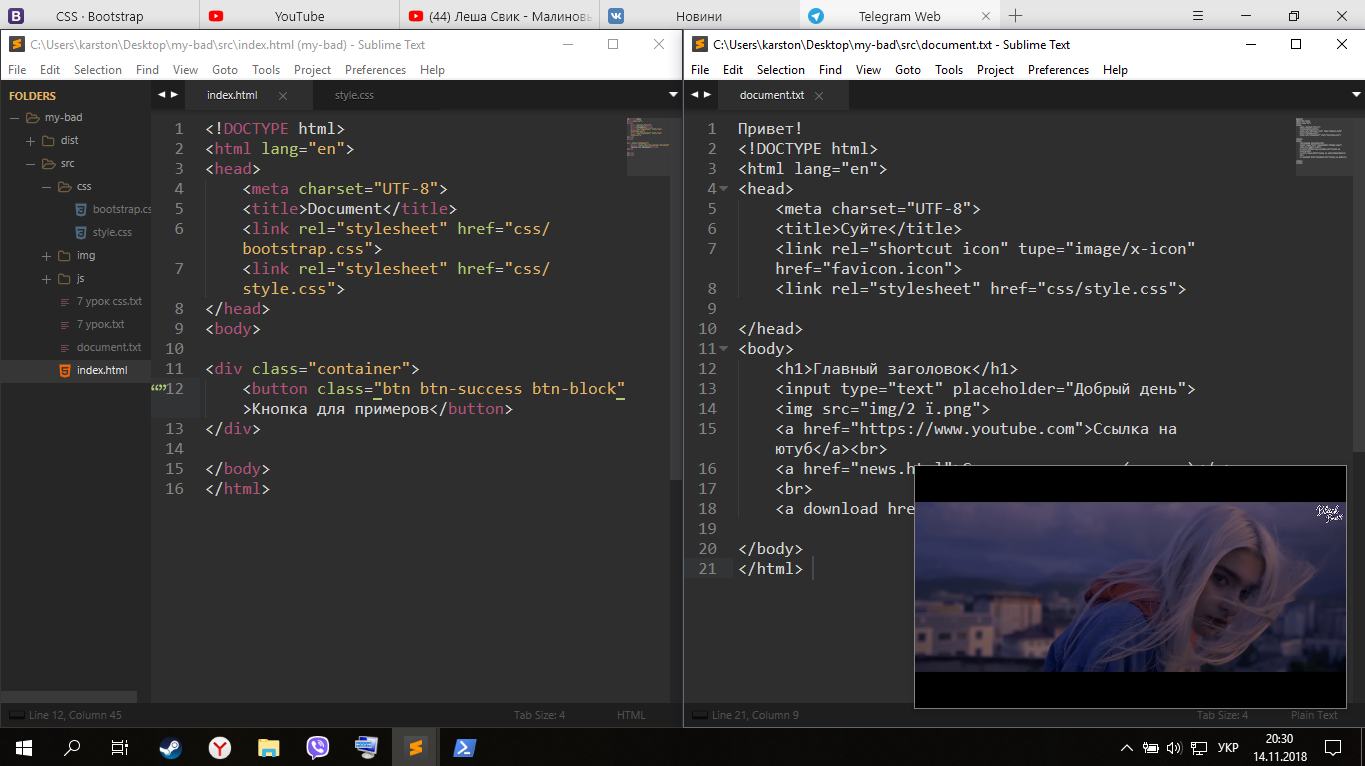 CSS · Bootstrap
YouTube
(44) Леша Свик - Малиновы
Новини
Telegram Web
C:\Users\karston\Desktop\my-bad\src\index.html (my-bad) - Sublime Text
File Edit Selection Find View Goto Tools Project Preferences Help
FOLDERS
my-bad
dist
src
css
bootstrap.cs
style.css
img
js
7 урок css.txt
7 урок.txt
document.txt
index.html
index.html
style.css
1 <!DOCTYPE html>
2 <html lang="en">
3 <head>
4 <meta charset="UTF-8">
5 <title>Document</title>
6 <link rel="stylesheet" href="css/
bootstrap.css">
7 <link rel="stylesheet" href="css/
style.css">
8 </head>
9 <body>
10
11 <div class="container">
12 <button class="btn btn-success btn-block"
>Кнопка для примеров</button>
13 </div>
14
15 </body>
16 </html>
Line 12, Column 45
Tab Size: 4
HTML
C:\Users\karston\Desktop\my-bad\src\document.txt - Sublime Text
File Edit Selection Find View Goto Tools Project Preferences Help
document.txt
1 Привет!
2 <!DOCTYPE html>
3 <html lang="en">
4 <head>
5 <meta charset="UTF-8">
6 <title>Суйте</title>
7 <link rel="shortcut icon" tupe="image/x-icon"
href="favicon.icon">
8 <link rel="stylesheet" href="css/style.css">
9
10 </head>
11 <body>
12 <h1>Главный заголовок</h1>
13 <input type="text" placeholder="Добрый день">
14 <img src="img/2 ї.png">
15 <a href="https://www.youtube.com">Ссылка на
ютуб</a><br>
16 <a href="news.html">
17 <br>
18 <a download hre
19
20 </body>
21 </html>
Line 21, Column 9
Tab Size: 4
Plain Text
УКР
20:30
14.11.2018